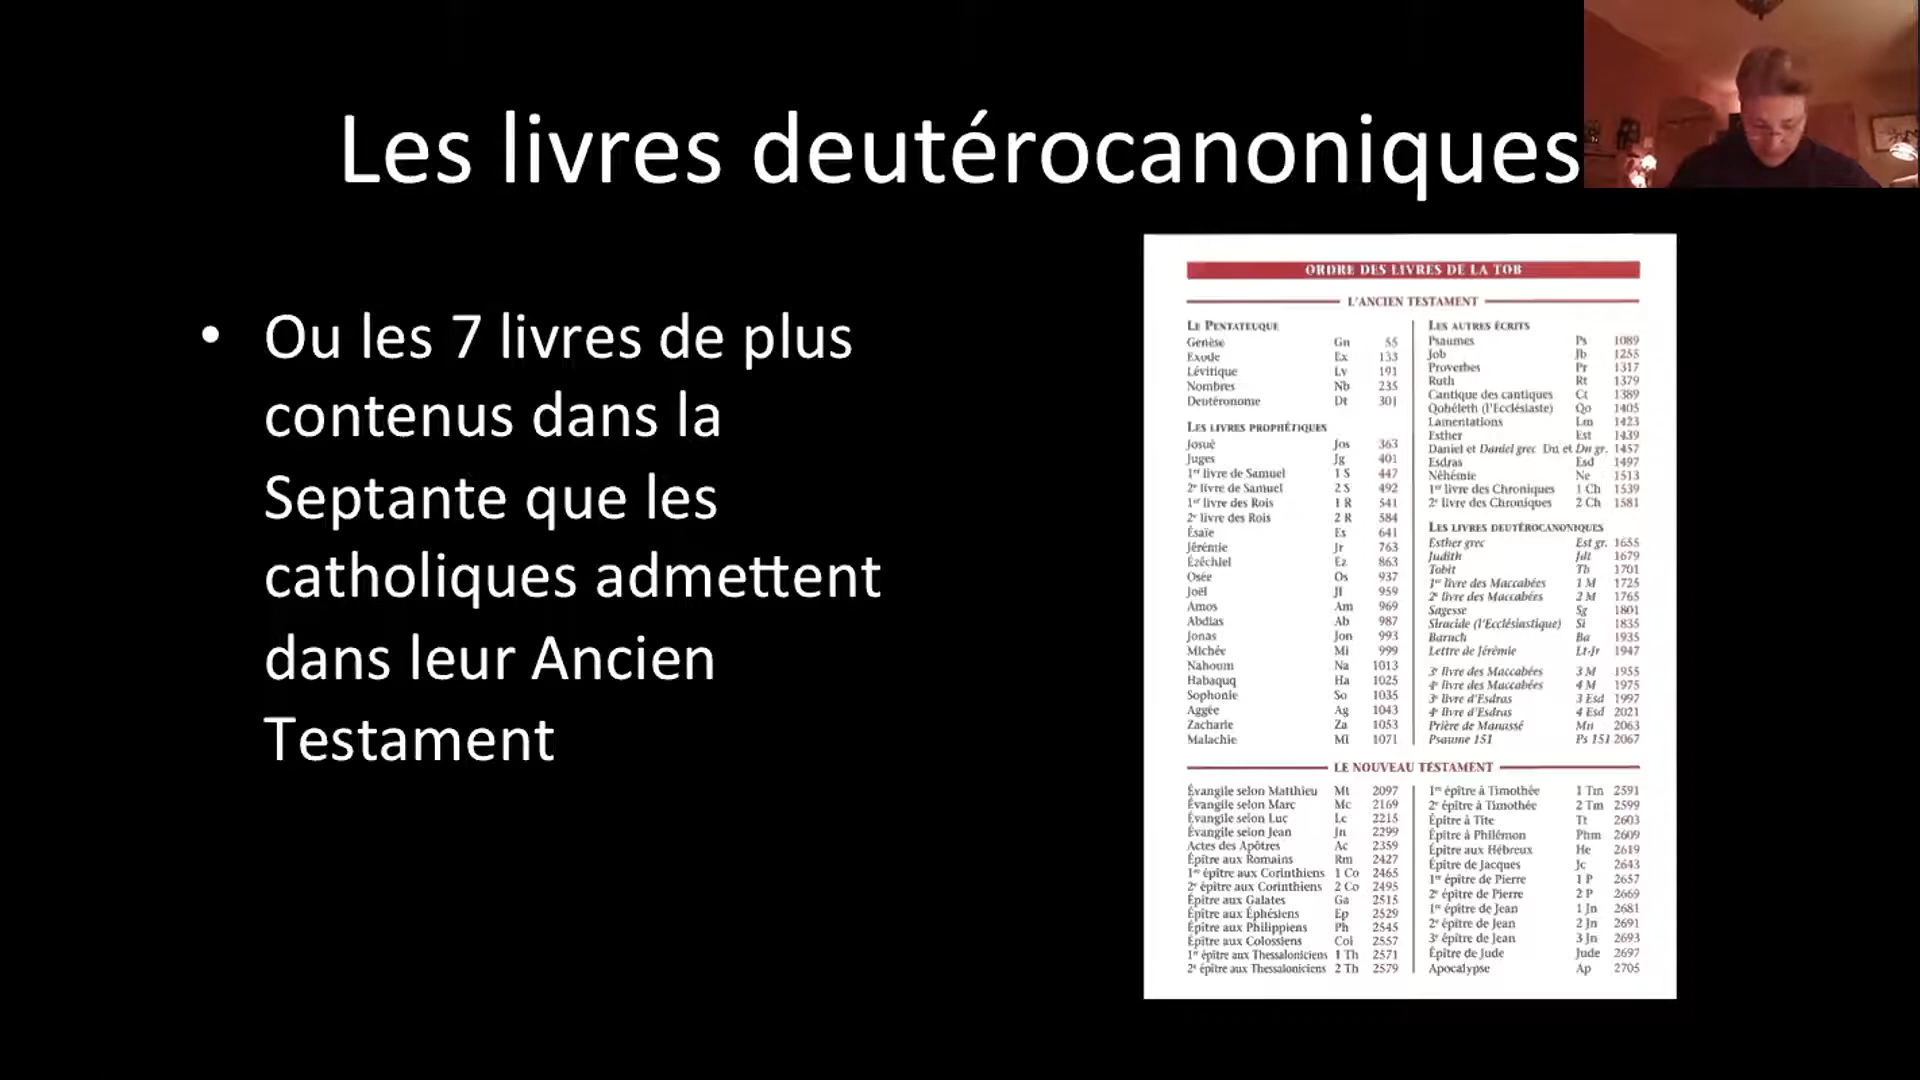 Les livres deutérocanoniques
• Ou les 7 livres de plus
contenus dans la
Septante que les
catholiques admettent
dans leur Ancien
Testament
ORDRE DES LIVRES DE LA TOB
L'ANCIEN TESTAMENT
LE PENTATEUQUE
Genèse Gn 55
Exode Ex 133
Lévitique Lv 191
Nombres Nb 235
Deutéronome Dt 301
LES LIVRES PROPHÉTIQUES
Josué Jos 363
Juges Jg 401
1er livre de Samuel 1 S 447
2e livre de Samuel 2 S 492
1er livre des Rois 1 R 541
2e livre des Rois 2 R 584
Ésaïe Es 641
Jérémie Jr 763
Ézéchiel Ez 863
Osée Os 937
Joël Jl 959
Amos Am 969
Abdias Ab 987
Jonas Jon 993
Michée Mi 999
Nahoum Na 1013
Habaquq Ha 1025
Sophonie So 1035
Aggée Ag 1043
Zacharie Za 1053
Malachie Ml 1071
LES AUTRES ÉCRITS
Psaumes Ps 1089
Job Jb 1255
Proverbes Pr 1317
Ruth Rt 1379
Cantique des cantiques Ct 1389
Qohéleth (l'Ecclésiaste) Qo 1405
Lamentations Lm 1423
Esther Est 1439
Daniel et Daniel grec Dn et Dn gr. 1457
Esdras Esd 1497
Néhémie Ne 1513
1er livre des Chroniques 1 Ch 1539
2e livre des Chroniques 2 Ch 1581
LES LIVRES DEUTÉROCANONIQUES
Esther grec Est gr. 1655
Judith Jdt 1679
Tobit Tb 1701
1er livre des Maccabées 1 M 1725
2e livre des Maccabées 2 M 1765
Sagesse Sg 1801
Siracide (l'Ecclésiastique) Si 1835
Baruch Ba 1935
Lettre de Jérémie Lt-Jr 1947
3e livre des Maccabées 3 M 1955
4e livre des Maccabées 4 M 1975
3e livre d'Esdras 3 Esd 1997
4e livre d'Esdras 4 Esd 2021
Prière de Manassé Mn 2063
Psaume 151 Ps 151 2067
LE NOUVEAU TESTAMENT
Évangile selon Matthieu Mt 2097
Évangile selon Marc Mc 2169
Évangile selon Luc Lc 2215
Évangile selon Jean Jn 2299
Actes des Apôtres Ac 2359
Épître aux Romains Rm 2427
1re épître aux Corinthiens 1 Co 2465
2e épître aux Corinthiens 2 Co 2495
Épître aux Galates Ga 2515
Épître aux Éphésiens Ep 2529
Épître aux Philippiens Ph 2545
Épître aux Colossiens Col 2557
1re épître aux Thessaloniciens 1 Th 2571
2e épître aux Thessaloniciens 2 Th 2579
1re épître à Timothée 1 Tm 2591
2e épître à Timothée 2 Tm 2599
Épître à Tite Tt 2603
Épître à Philémon Phm 2609
Épître aux Hébreux He 2619
Épître de Jacques Jc 2643
1re épître de Pierre 1 P 2657
2e épître de Pierre 2 P 2669
1re épître de Jean 1 Jn 2681
2e épître de Jean 2 Jn 2691
3e épître de Jean 3 Jn 2693
Épître de Jude Jude 2697
Apocalypse Ap 2705